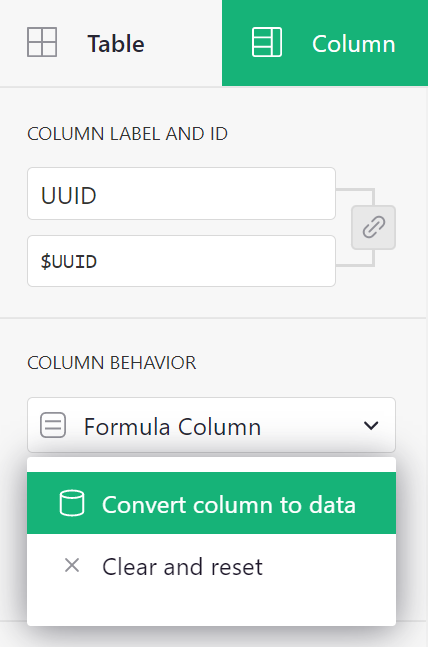 Table
Column
COLUMN LABEL AND ID
UUID
$UUID
COLUMN BEHAVIOR
Formula Column
Convert column to data
Clear and reset